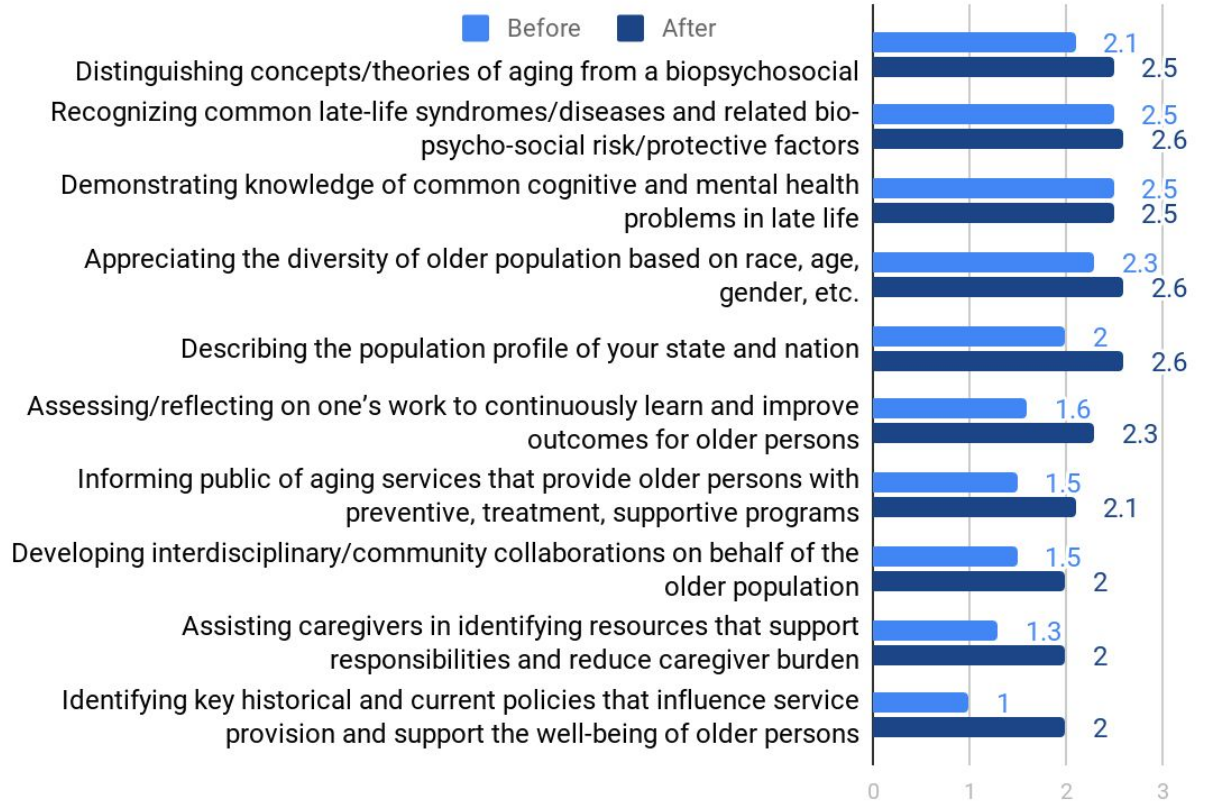 Before After
2.1
Distinguishing concepts/theories of aging from a biopsychosocial 2.5
Recognizing common late-life syndromes/diseases and related bio- 2.5
psycho-social risk/protective factors 2.6
Demonstrating knowledge of common cognitive and mental health 2.5
problems in late life 2.5
Appreciating the diversity of older population based on race, age, 2.3
gender, etc. 2.6
2
Describing the population profile of your state and nation 2.6
Assessing/reflecting on one’s work to continuously learn and improve 1.6
outcomes for older persons 2.3
Informing public of aging services that provide older persons with 1.5
preventive, treatment, supportive programs 2.1
Developing interdisciplinary/community collaborations on behalf of the 1.5
older population 2
Assisting caregivers in identifying resources that support 1.3
responsibilities and reduce caregiver burden 2
Identifying key historical and current policies that influence service 1
provision and support the well-being of older persons 2
0 1 2 3